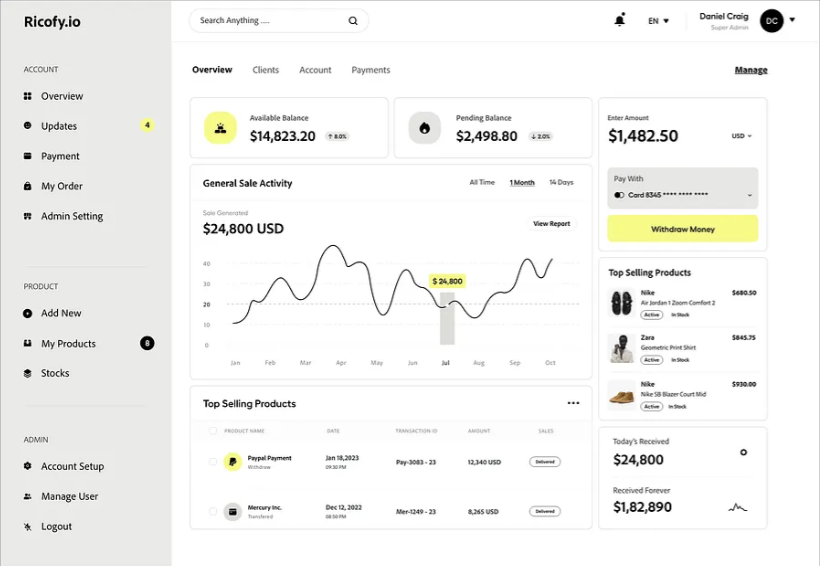 Ricofy.io
Search Anything ....
EN
Daniel Craig
Super Admin
DC
ACCOUNT
Overview
Updates
4
Payment
My Order
Admin Setting
PRODUCT
Add New
My Products
8
Stocks
ADMIN
Account Setup
Manage User
Logout
Overview Clients Account Payments
Manage
Available Balance
$14,823.20 ↑ 8.0%
Pending Balance
$2,498.80 ↓ 2.0%
Enter Amount
$1,482.50 USD
Pay With
Card 8345 **** **** ****
Withdraw Money
General Sale Activity
All Time 1 Month 14 Days
Sale Generated
$24,800 USD
View Report
$ 24,800
40
30
20
10
0
Jan Feb Mar Apr May Jun Jul Aug Sep Oct
Top Selling Products
Nike $680.50
Air Jordan 1 Zoom Comfort 2
Active In Stock
Zara $845.75
Geometric Print Shirt
Active In Stock
Nike $930.00
Nike SB Blazer Court Mid
Active In Stock
Top Selling Products
PRODUCT NAME DATE TRANSACTION ID AMOUNT SALES
Paypal Payment Jan 18,2023 Pay-3083 - 23 12,340 USD Delivered
Withdraw 09:30 PM
Mercury Inc. Dec 12, 2022 Mer-1249 - 23 8,265 USD Delivered
Transfered 08:50 PM
Today's Received
$24,800
Received Forever
$1,82,890